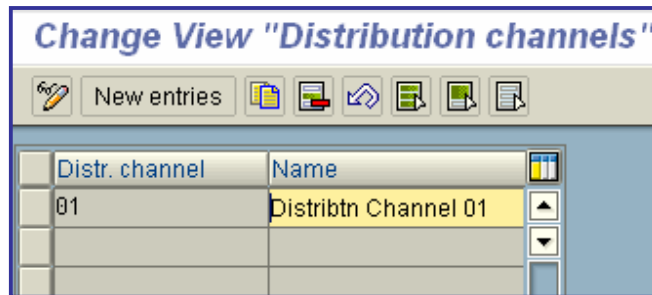 Change View "Distribution channels"
New entries
Distr. channel Name
01 Distribtn Channel 01